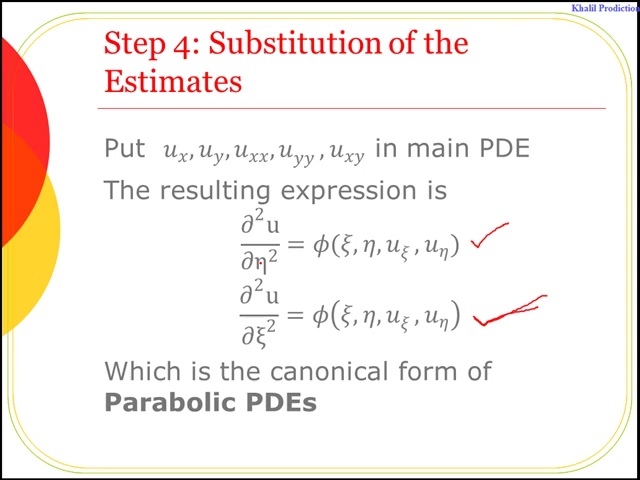 Khalil Prodiction
Step 4: Substitution of the
Estimates
Put u_x, u_y, u_xx, u_yy, u_xy in main PDE
The resulting expression is
∂²u/∂η² = ϕ(ξ, η, u_ξ, u_η)
∂²u/∂ξ² = ϕ(ξ, η, u_ξ, u_η)
Which is the canonical form of
Parabolic PDEs